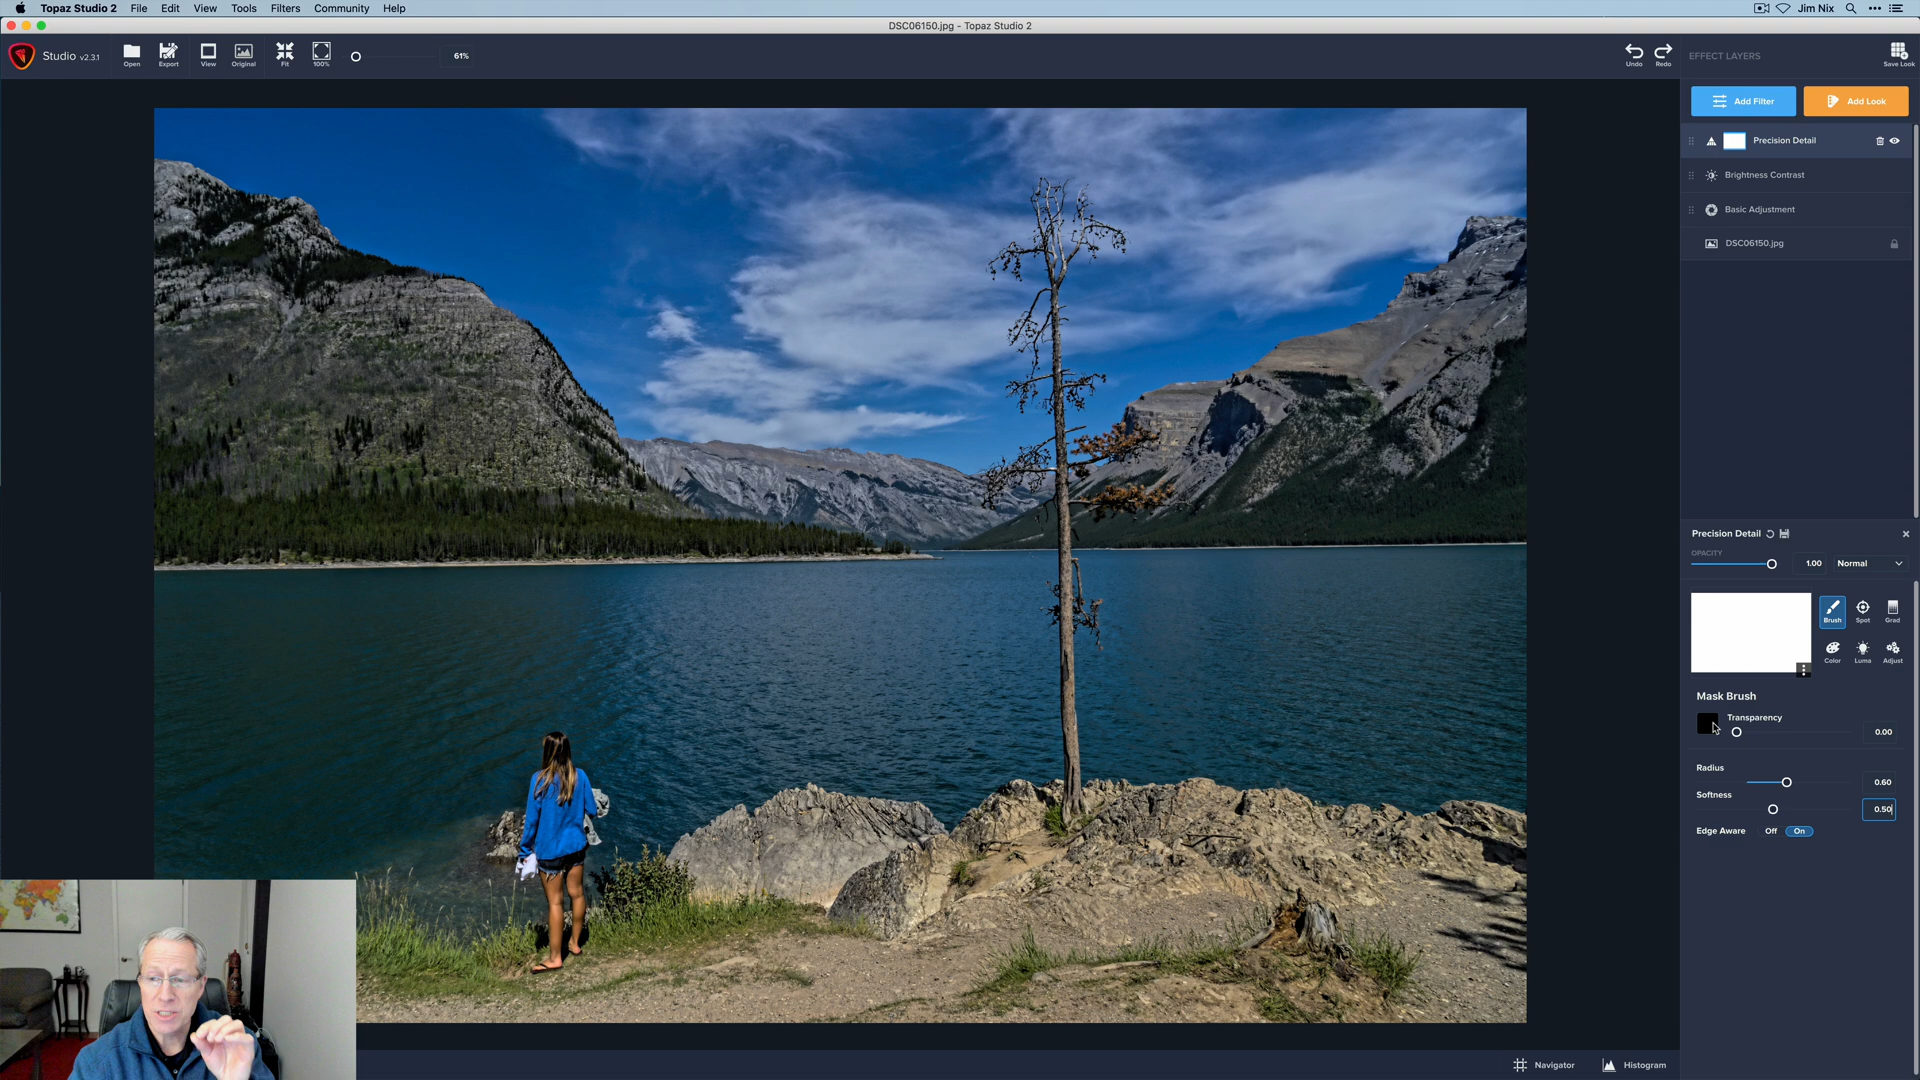 Topaz Studio 2 File Edit View Tools Filters Community Help Jim Nix
DSC06150.jpg - Topaz Studio 2
Studio v2.3.1 Open Export View Original Fit 100% 61% Undo Redo EFFECT LAYERS Save Look
Add Filter Add Look
Precision Detail
Brightness Contrast
Basic Adjustment
DSC06150.jpg
Precision Detail
OPACITY
1.00 Normal
Brush Spot Grad
Color Luma Adjust
Mask Brush
Transparency
0.00
Radius
0.60
Softness
0.50
Edge Aware Off On
Navigator Histogram